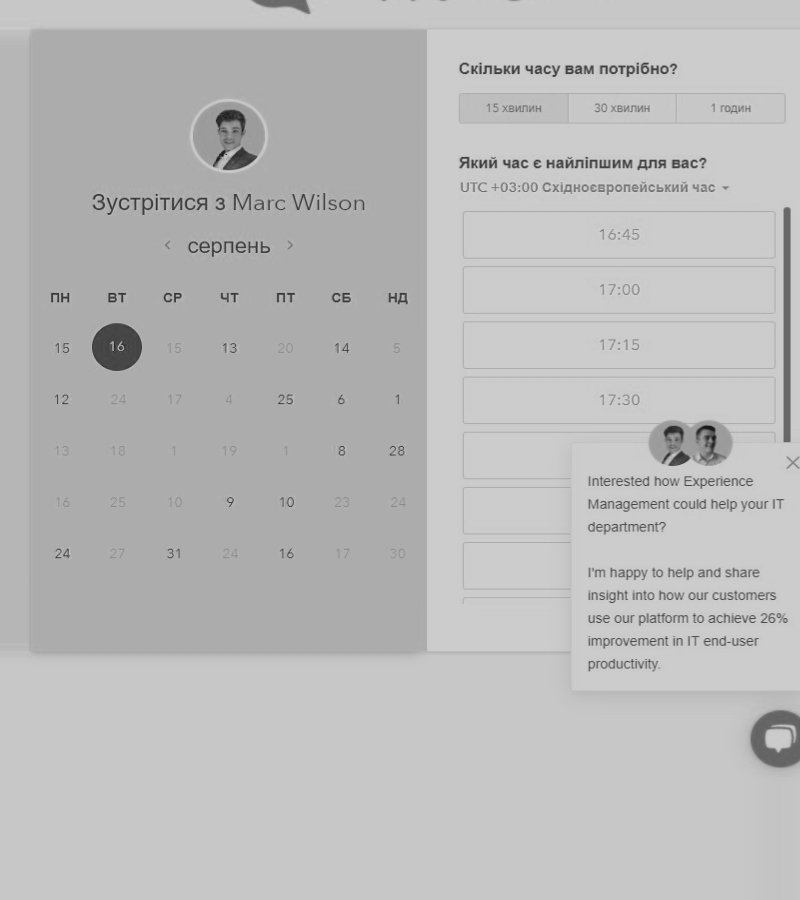 Зустрітися з Marc Wilson
серпень
ПН ВТ СР ЧТ ПТ СБ НД
15 16 15 13 20 14 5
12 24 17 4 25 6 1
13 18 1 19 1 8 28
16 25 10 9 10 23 24
24 27 31 24 16 17 30
Скільки часу вам потрібно?
15 хвилин 30 хвилин 1 годин
Який час є найліпшим для вас?
UTC +03:00 Східноєвропейський час
16:45
17:00
17:15
17:30
Interested how Experience
Management could help your IT
department?
I'm happy to help and share
insight into how our customers
use our platform to achieve 26%
improvement in IT end-user
productivity.